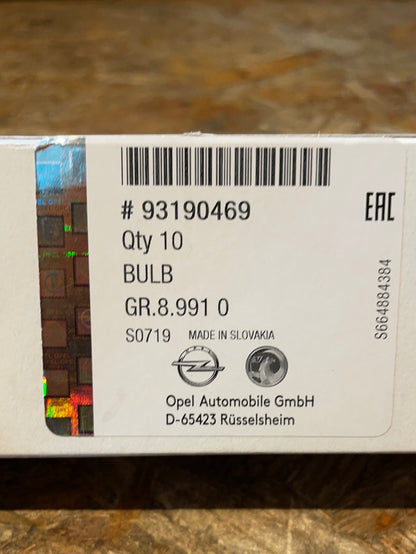 # 93190469
EAC
Qty 10
BULB
GR.8.991 0
S0719 MADE IN SLOVAKIA
S664884384
Opel Automobile GmbH
D-65423 Rüsselsheim